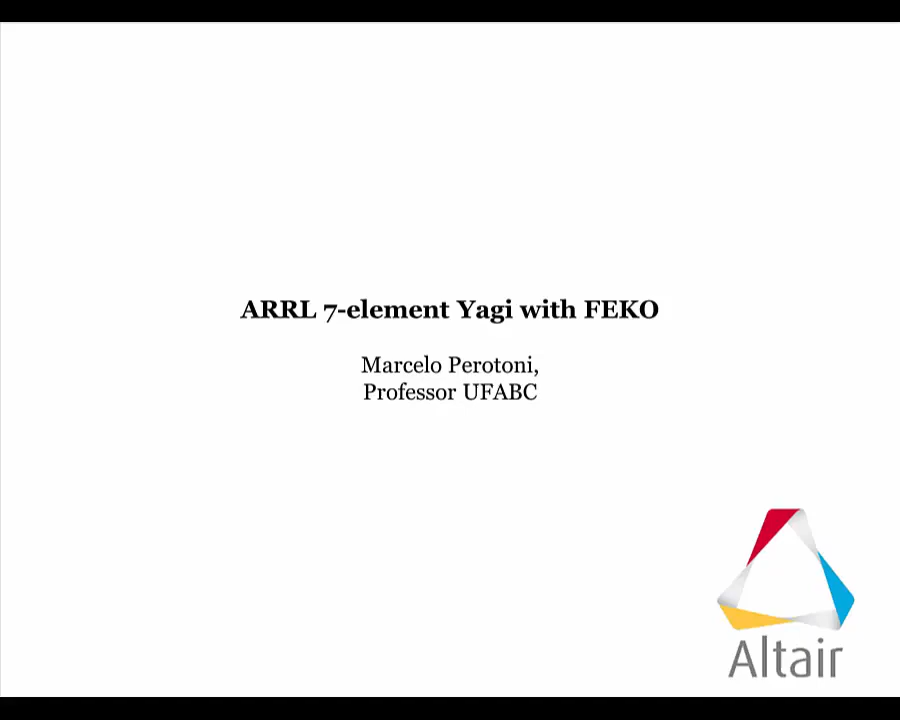 ARRL 7-element Yagi with FEKO
Marcelo Perotoni,
Professor UFABC
Altair